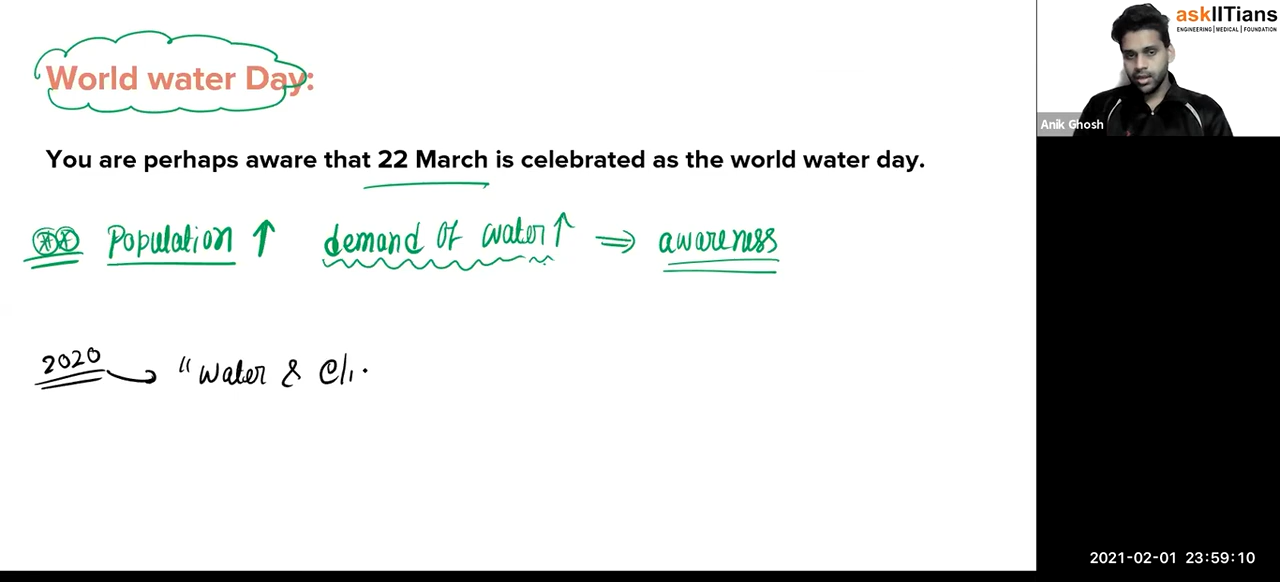 askIITians
ENGINEERING | MEDICAL | FOUNDATION
World water Day:
Anik Ghosh
You are perhaps aware that 22 March is celebrated as the world water day.
Population ↑ demand of water ↑ ⇒ awareness
2020 → "Water & Cli
2021-02-01 23:59:10